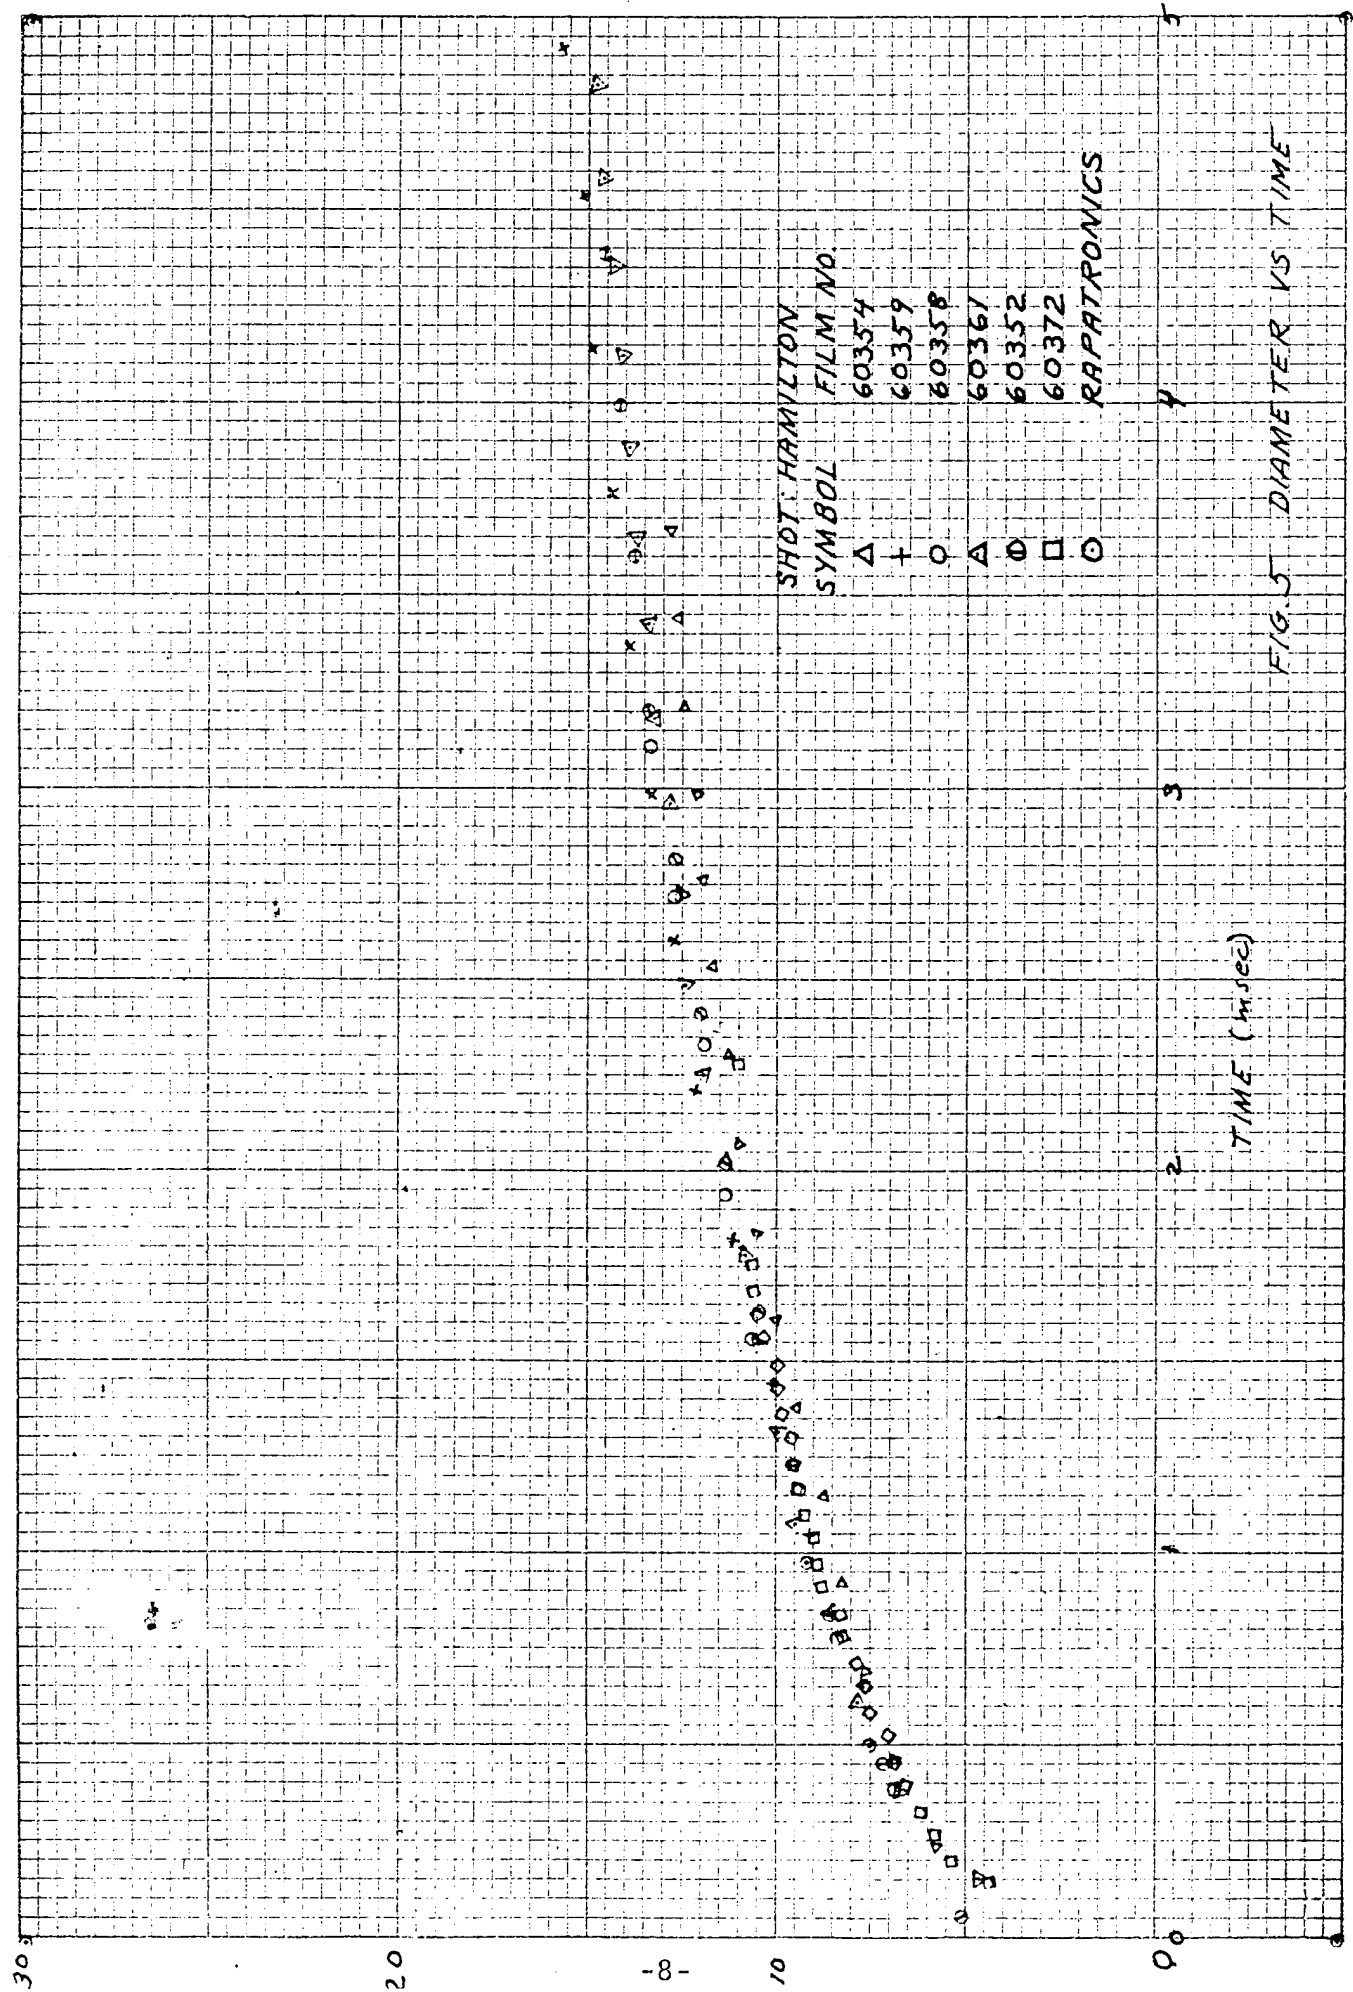 30
20
10
0
-8-
SHOT: HAMILTON
SYMBOL FILM NO.
△ 60354
+ 60359
○ 60358
△ 60361
⦶ 60352
□ 60372
⊙ RAPATRONICS
0 1 2 3 4 5
TIME (msec)
FIG. 5 DIAMETER VS TIME